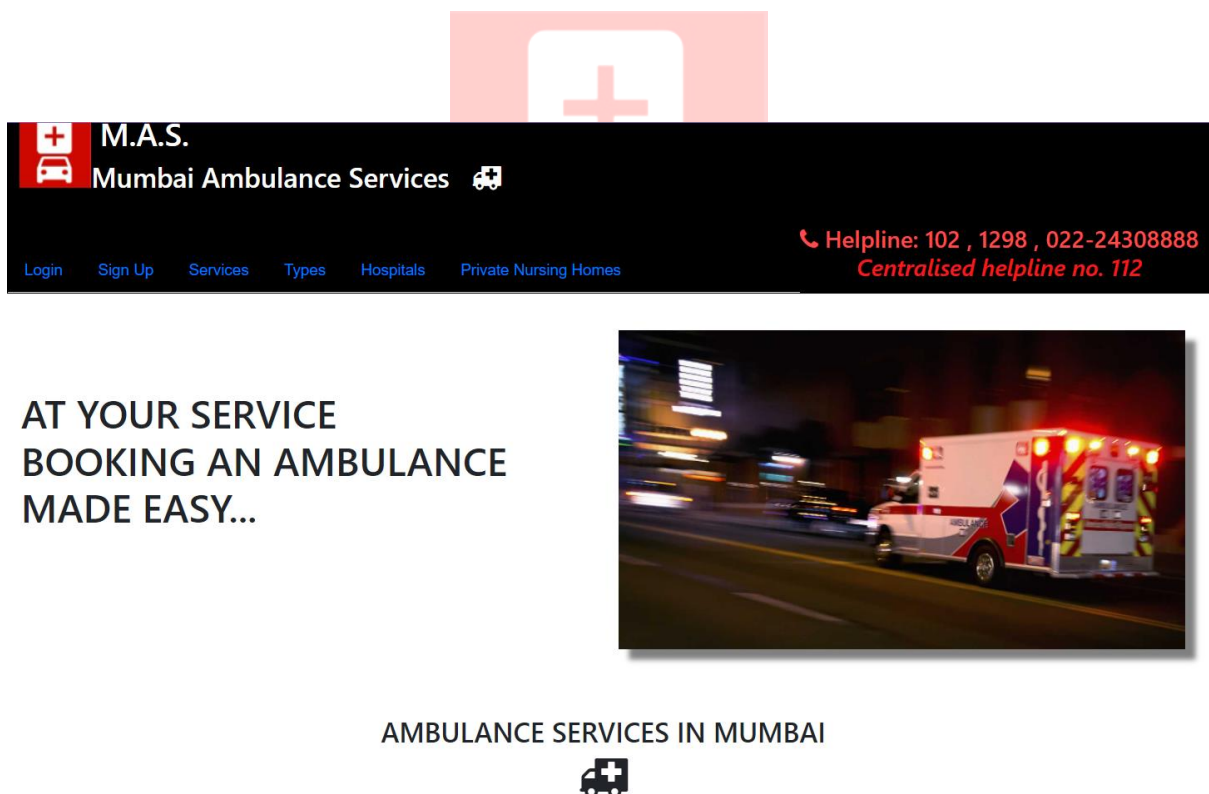 M.A.S.
Mumbai Ambulance Services
Helpline: 102 , 1298 , 022-24308888
Centralised helpline no. 112
Login Sign Up Services Types Hospitals Private Nursing Homes
AT YOUR SERVICE
BOOKING AN AMBULANCE
MADE EASY...
AMBULANCE
AMBULANCE SERVICES IN MUMBAI